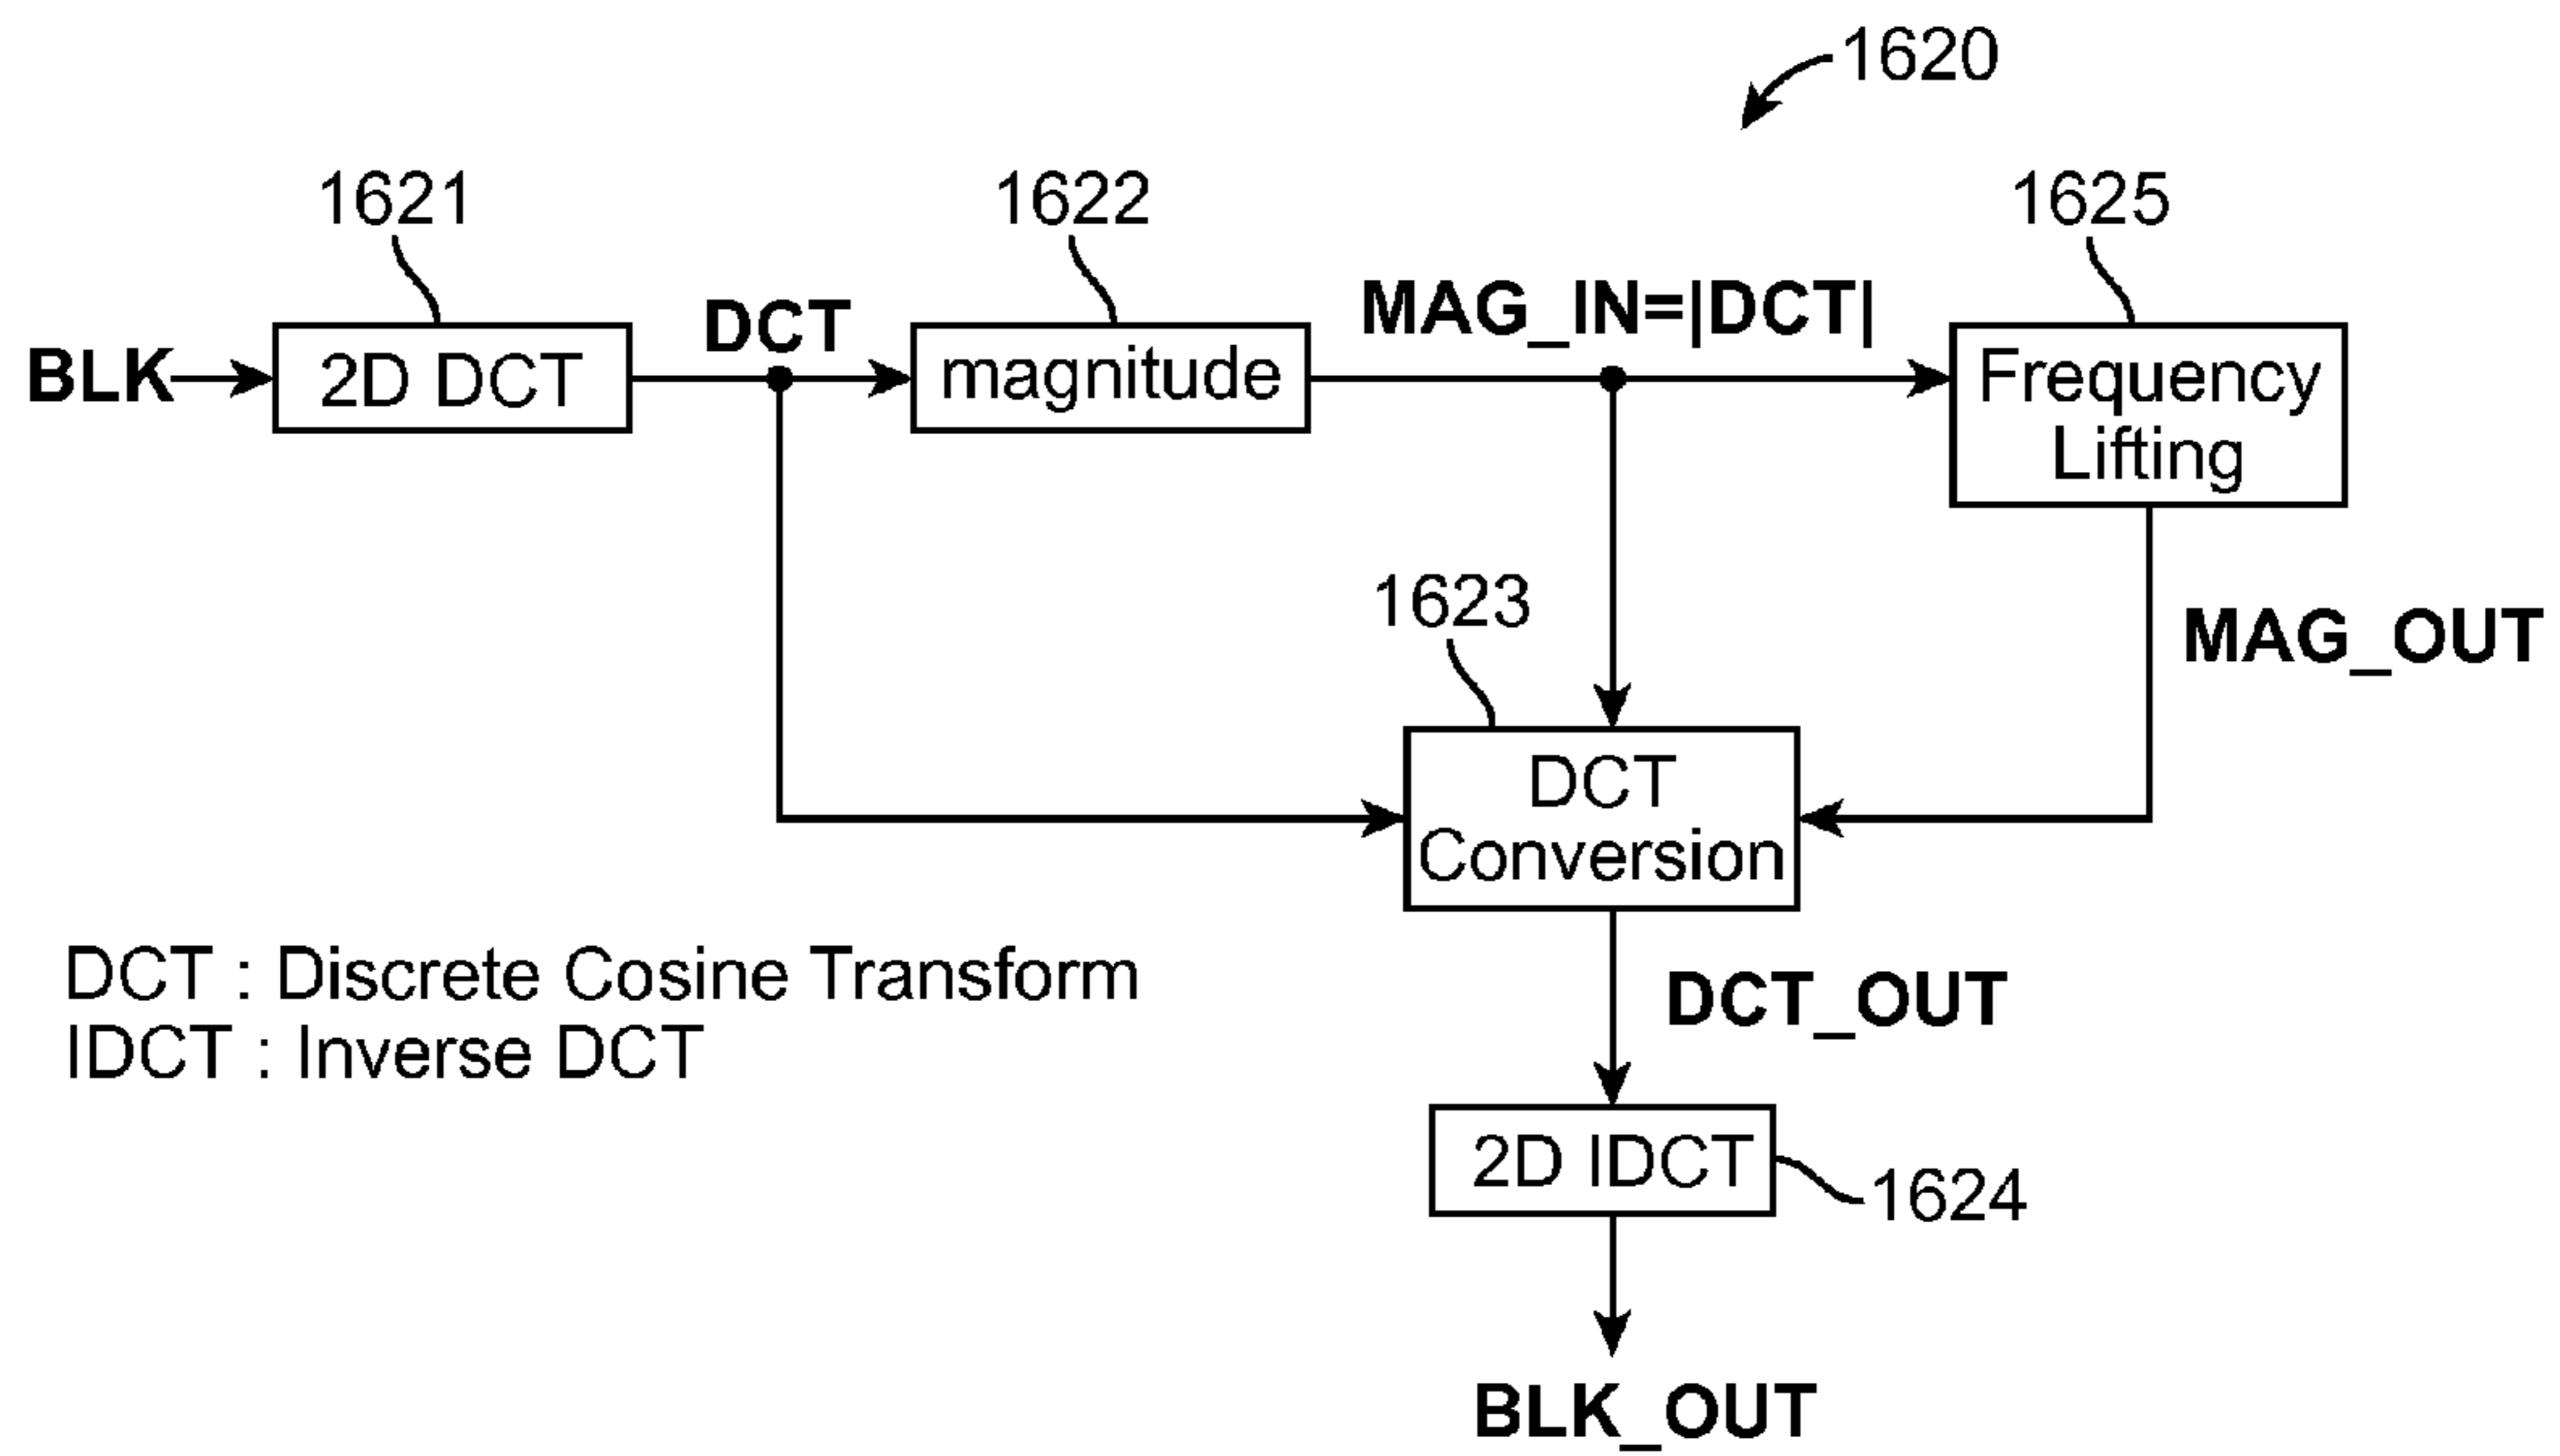 1620
1621
1622
1625
BLK
2D DCT
DCT
magnitude
MAG_IN=|DCT|
Frequency
Lifting
1623
MAG_OUT
DCT
Conversion
DCT : Discrete Cosine Transform
IDCT : Inverse DCT
DCT_OUT
2D IDCT
1624
BLK_OUT